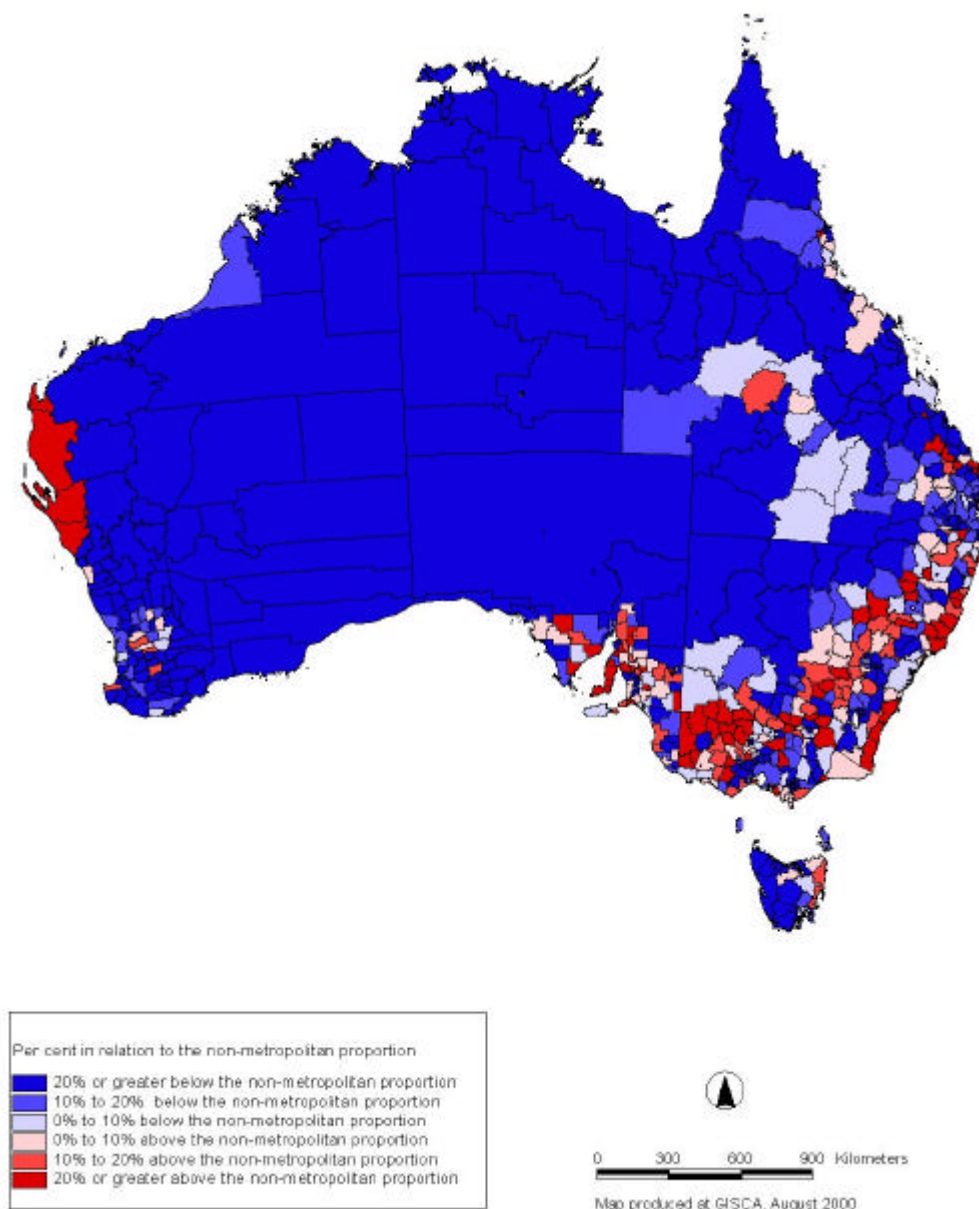 Per cent in relation to the non-metropolitan proportion
20% or greater below the non-metropolitan proportion
10% to 20% below the non-metropolitan proportion
0% to 10% below the non-metropolitan proportion
0% to 10% above the non-metropolitan proportion
10% to 20% above the non-metropolitan proportion
20% or greater above the non-metropolitan proportion
0 300 600 900 Kilometers
Map produced at GISCA, August 2000